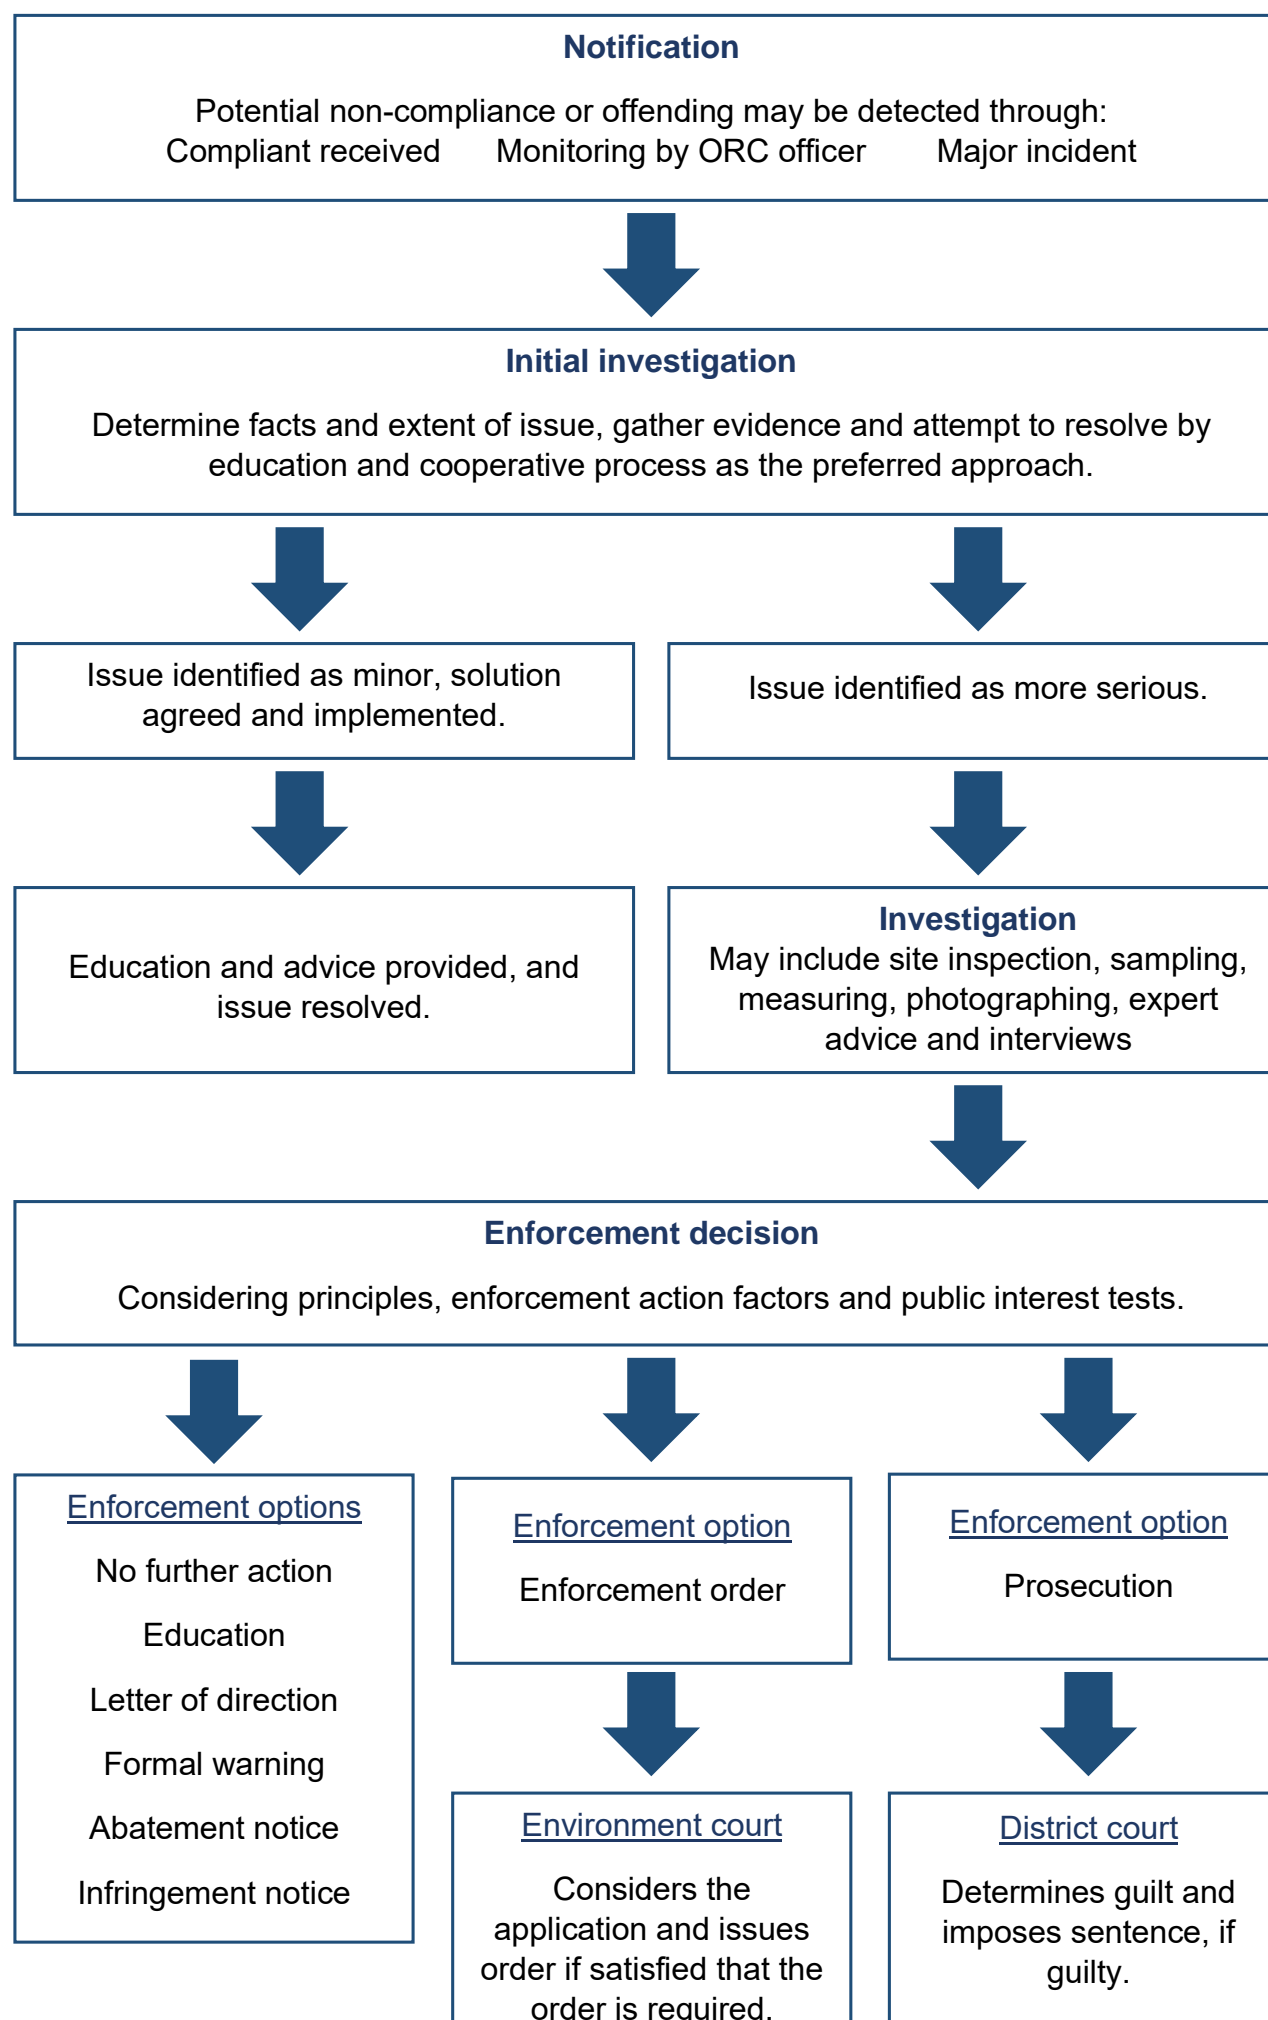 Notification
Potential non-compliance or offending may be detected through:
Compliant received Monitoring by ORC officer Major incident
Initial investigation
Determine facts and extent of issue, gather evidence and attempt to resolve by
education and cooperative process as the preferred approach.
Issue identified as minor, solution
agreed and implemented.
Issue identified as more serious.
Education and advice provided, and
issue resolved.
Investigation
May include site inspection, sampling,
measuring, photographing, expert
advice and interviews
Enforcement decision
Considering principles, enforcement action factors and public interest tests.
Enforcement options
No further action
Education
Letter of direction
Formal warning
Abatement notice
Infringement notice
Enforcement option
Enforcement order
Environment court
Considers the
application and issues
order if satisfied that the
order is required.
Enforcement option
Prosecution
District court
Determines guilt and
imposes sentence, if
guilty.